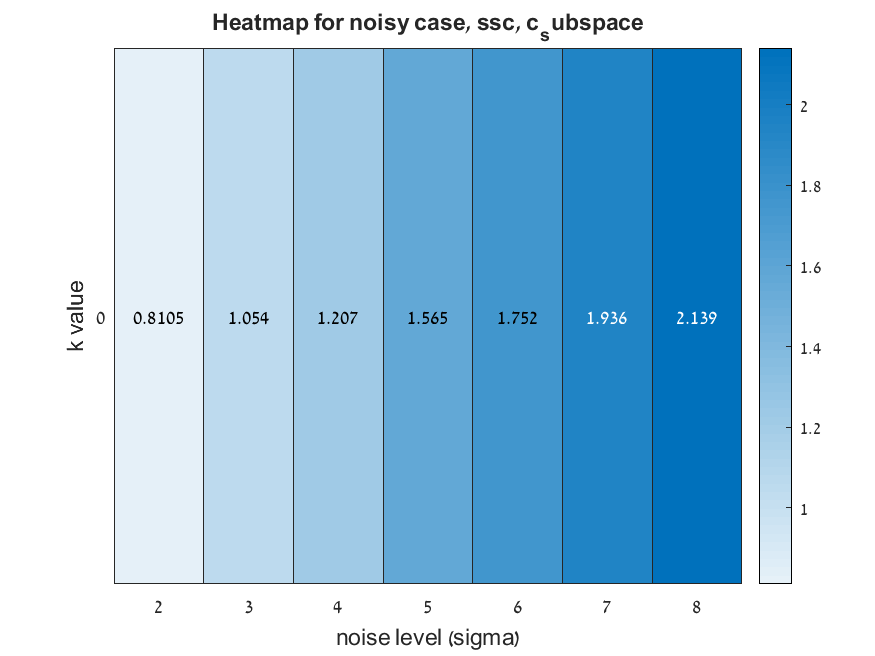 Heatmap for noisy case, ssc, c_subspace
k value
0
0.8105 1.054 1.207 1.565 1.752 1.936 2.139
2 3 4 5 6 7 8
noise level (sigma)
2
1.8
1.6
1.4
1.2
1